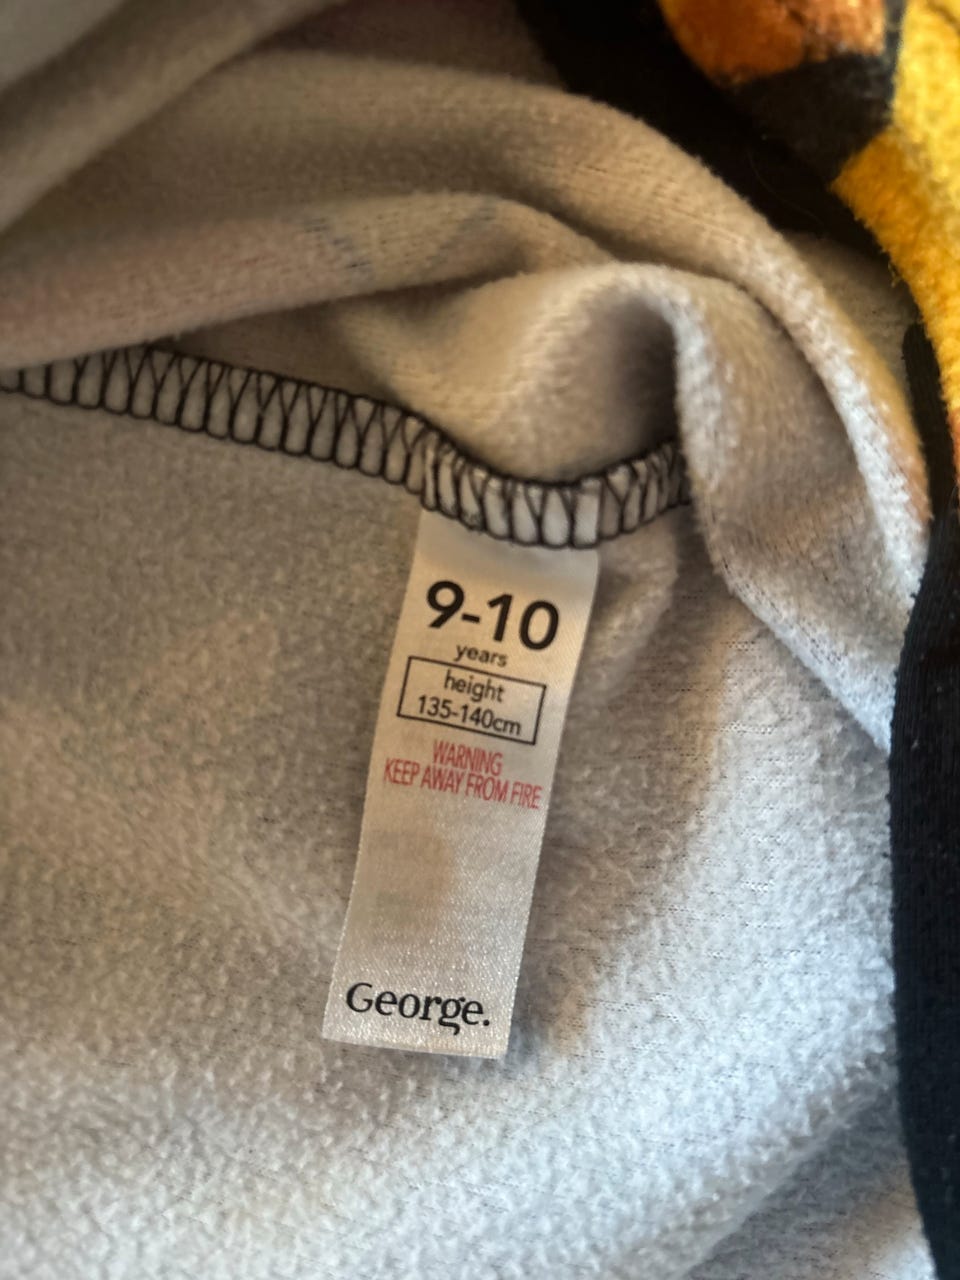 9-10
years
height
135-140cm
WARNING
KEEP AWAY FROM FIRE
George.